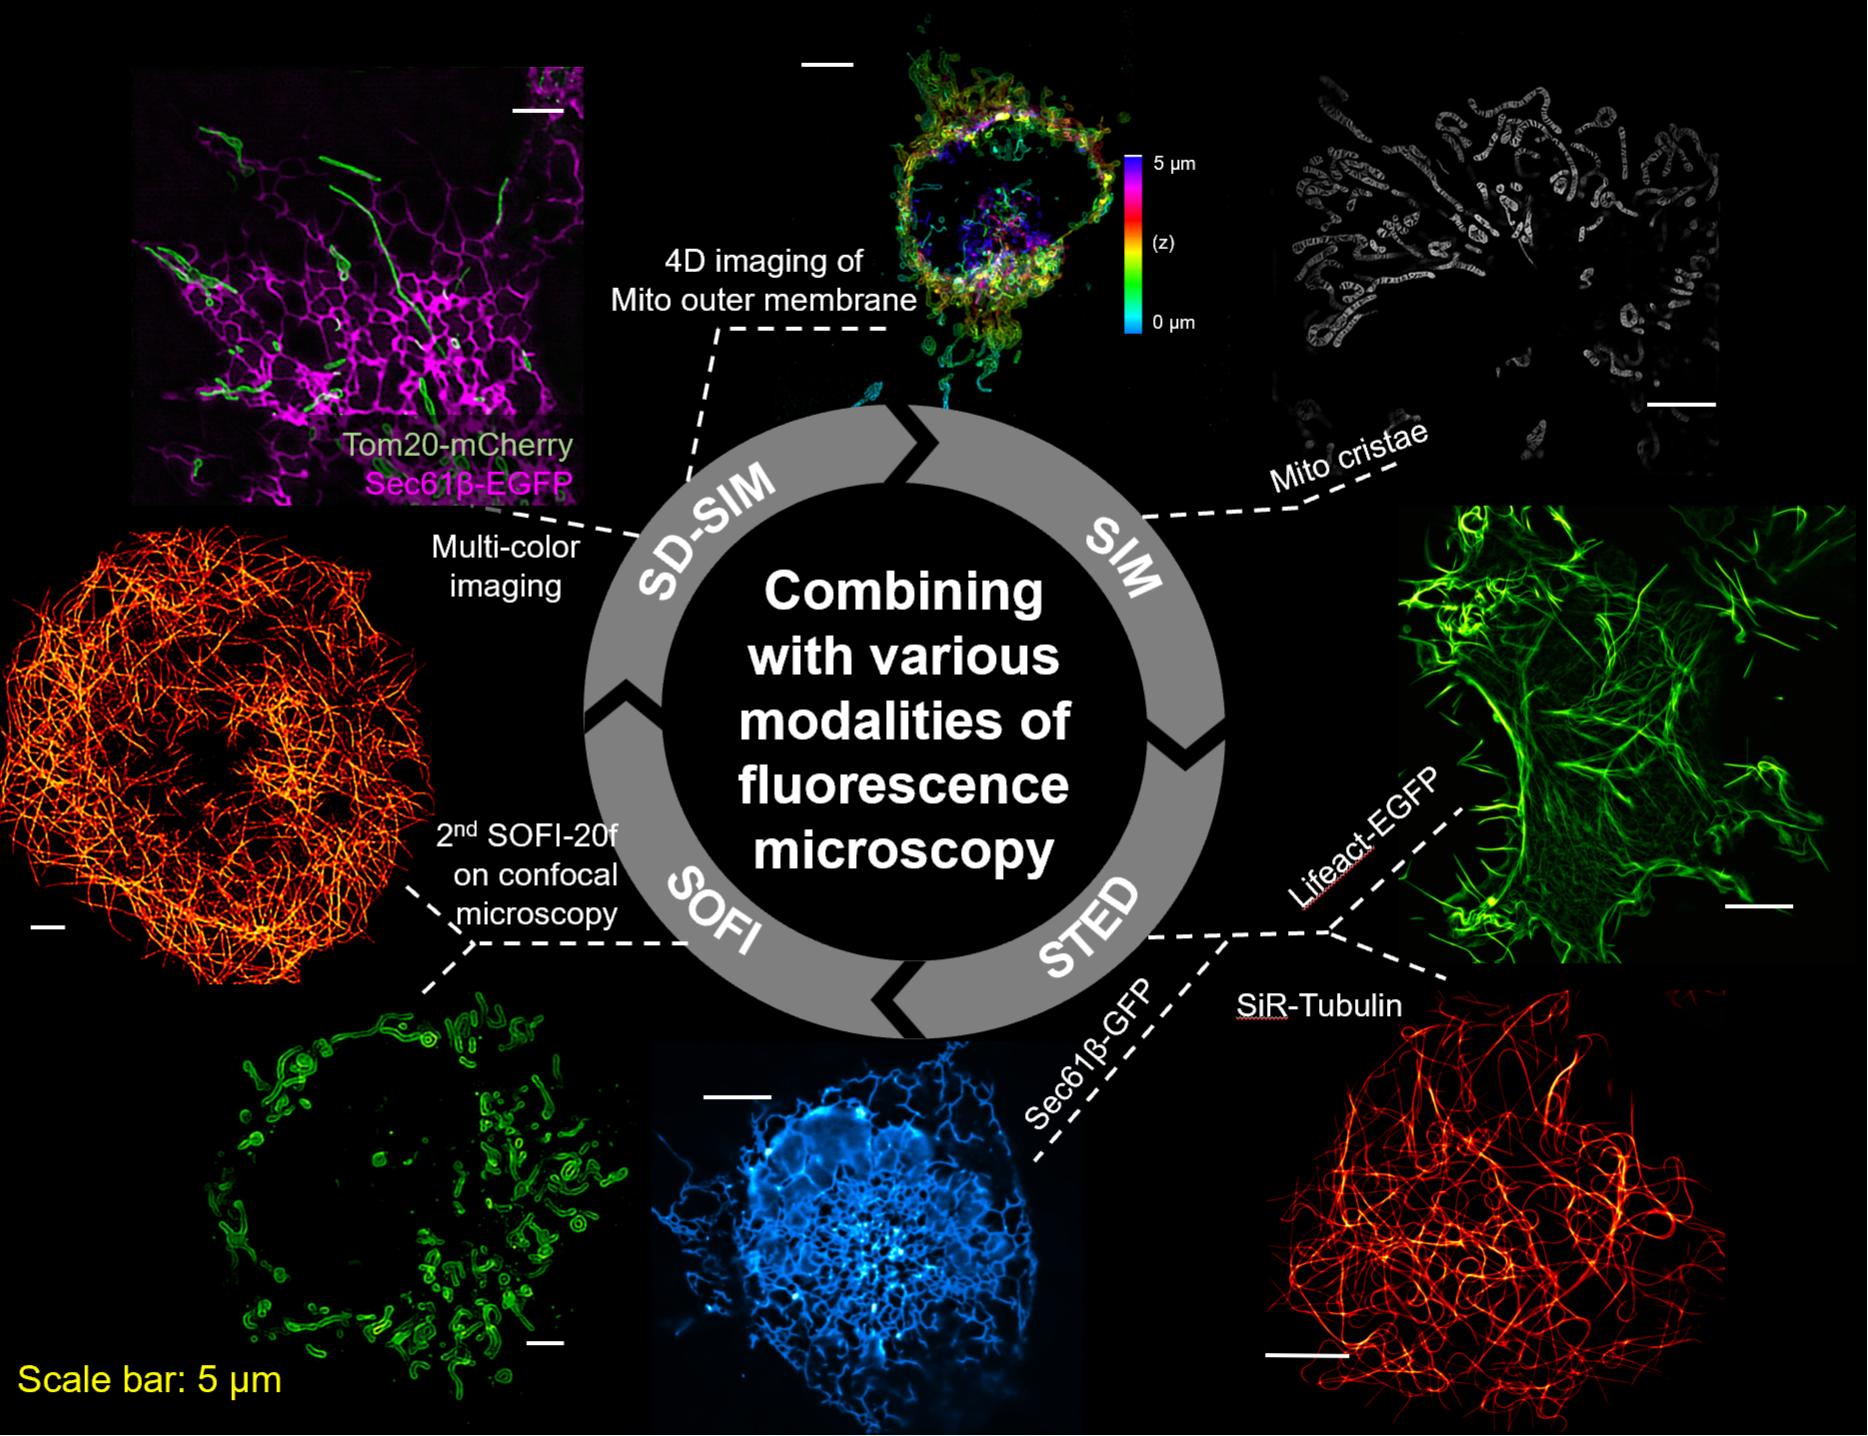 5 µm
(z)
0 µm
4D imaging of
Mito outer membrane
Tom20-mCherry
Sec61β-EGFP
Multi-color
imaging
Mito cristae
SD-SIM
SIM
Combining
with various
modalities of
fluorescence
microscopy
2nd SOFI-20f
on confocal
microscopy
SOFI
STED
Lifeact-EGFP
SiR-Tubulin
Sec61β-GFP
Scale bar: 5 µm